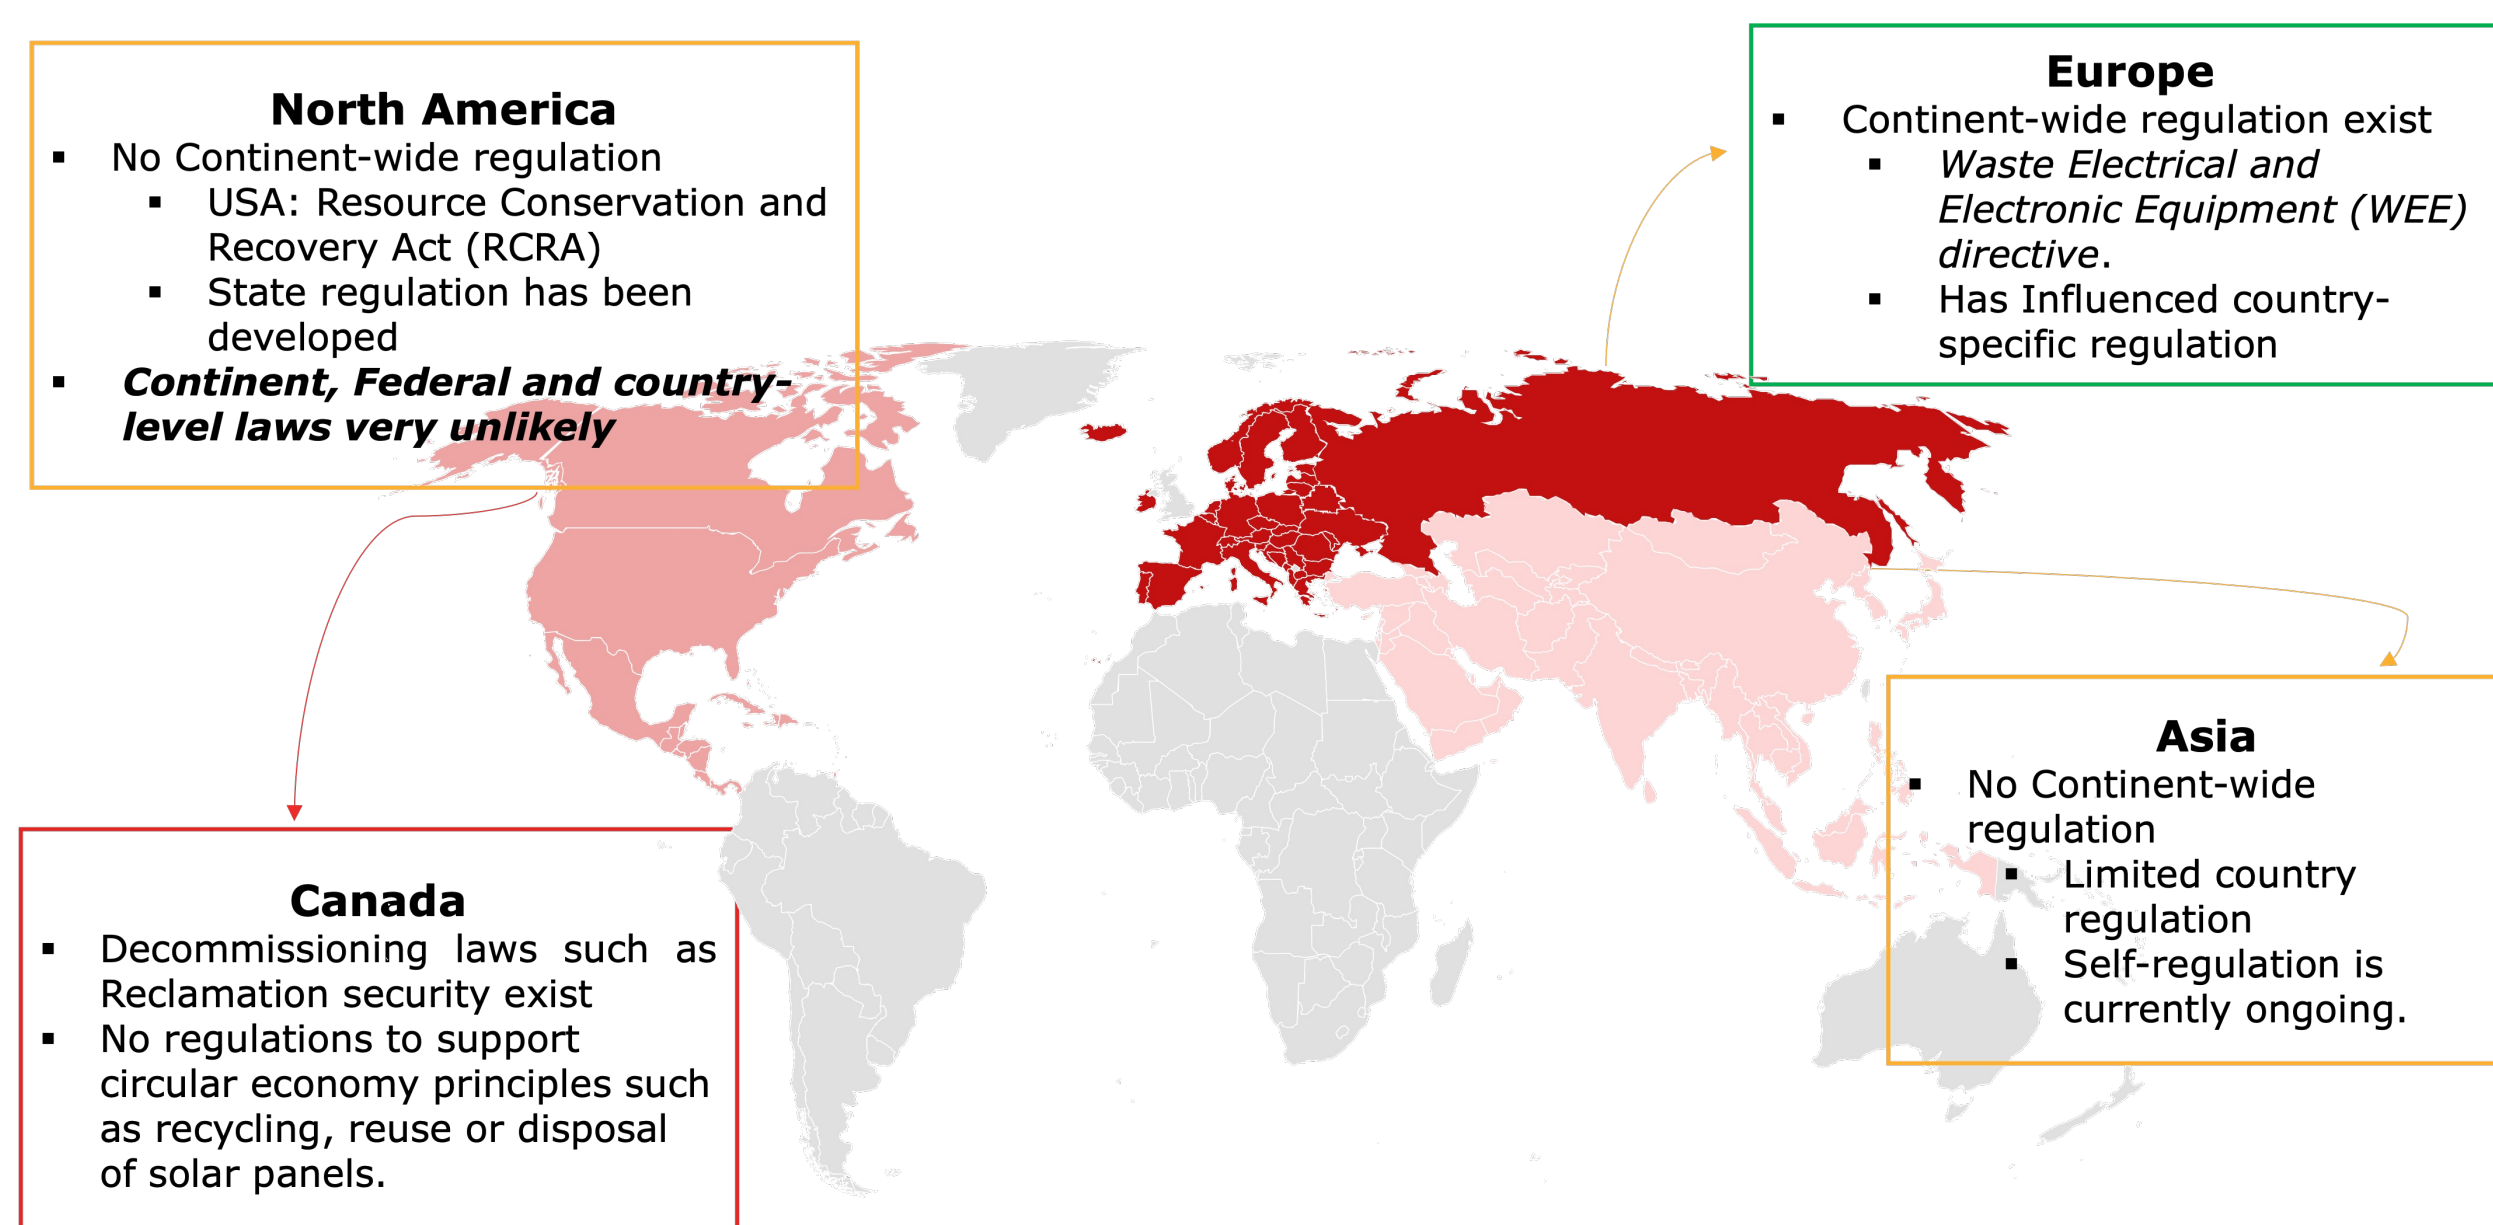 North America
▪ No Continent-wide regulation
▪ USA: Resource Conservation and
Recovery Act (RCRA)
▪ State regulation has been
developed
▪ Continent, Federal and country-
level laws very unlikely
Europe
▪ Continent-wide regulation exist
▪ Waste Electrical and
Electronic Equipment (WEE)
directive.
▪ Has Influenced country-
specific regulation
Canada
▪ Decommissioning laws such as
Reclamation security exist
▪ No regulations to support
circular economy principles such
as recycling, reuse or disposal
of solar panels.
Asia
▪ No Continent-wide
regulation
▪ Limited country
regulation
▪ Self-regulation is
currently ongoing.